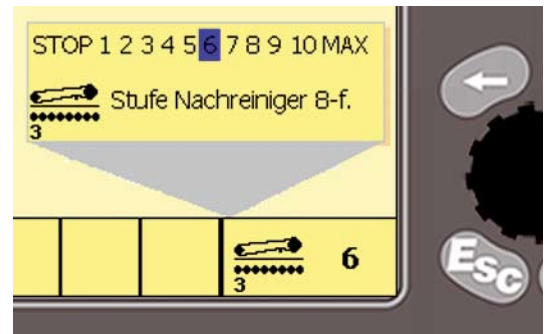 STOP 1 2 3 4 5 6 7 8 9 10 MAX
Stufe Nachreiniger 8-f.
3
3
6
Esc